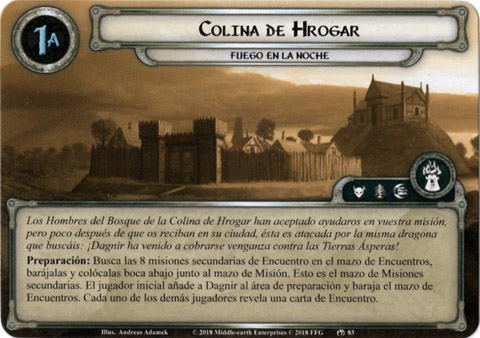 1A
COLINA DE HROGAR
FUEGO EN LA NOCHE
Los Hombres del Bosque de la Colina de Hrogar han aceptado ayudaros en vuestra misión,
pero poco después de que os reciban en su ciudad, ésta es atacada por la misma dragona
que buscáis: ¡Dagnir ha venido a cobrarse venganza contra las Tierras Ásperas!
Preparación: Busca las 8 misiones secundarias de Encuentro en el mazo de Encuentros,
barájalas y colócalas boca abajo junto al mazo de Misión. Esto es el mazo de Misiones
secundarias. El jugador inicial añade a Dagnir al área de preparación y baraja el mazo de
Encuentros. Cada uno de los demás jugadores revela una carta de Encuentro.
Illus. Andreas Adamek © 2018 Middle-earth Enterprises © 2018 FFG 83